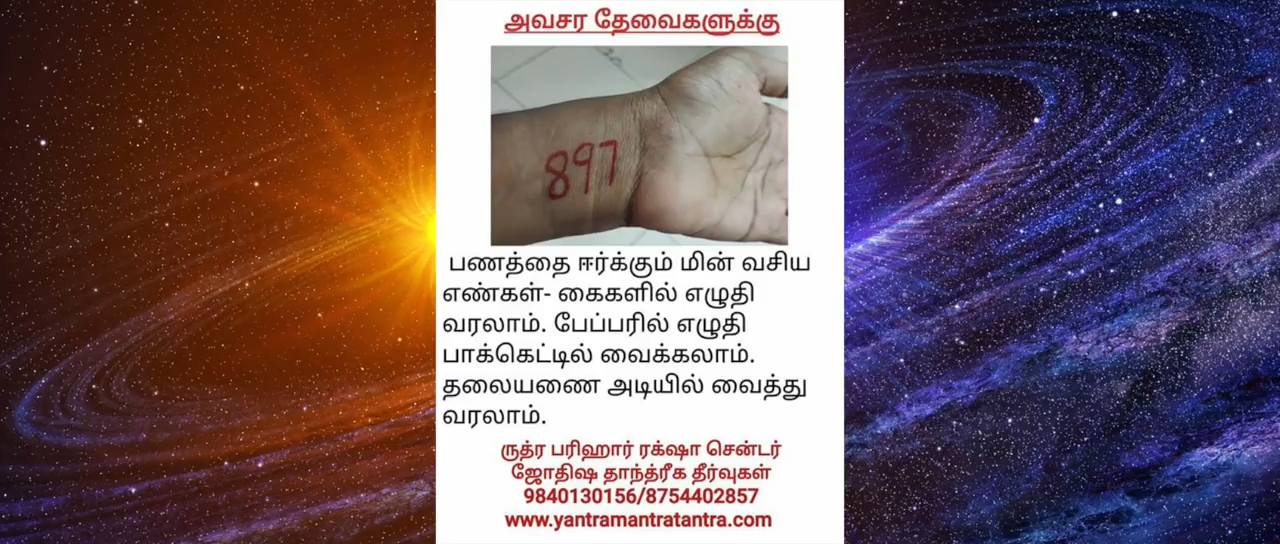 அவசர தேவைகளுக்கு
897
பணத்தை ஈர்க்கும் மின் வசிய
எண்கள்- கைகளில் எழுதி
வரலாம். பேப்பரில் எழுதி
பாக்கெட்டில் வைக்கலாம்.
தலையணை அடியில் வைத்து
வரலாம்.
ருத்ர பரிஹார் ரக்ஷா சென்டர்
ஜோதிஷ தாந்த்ரீக தீர்வுகள்
9840130156/8754402857
www.yantramantratantra.com